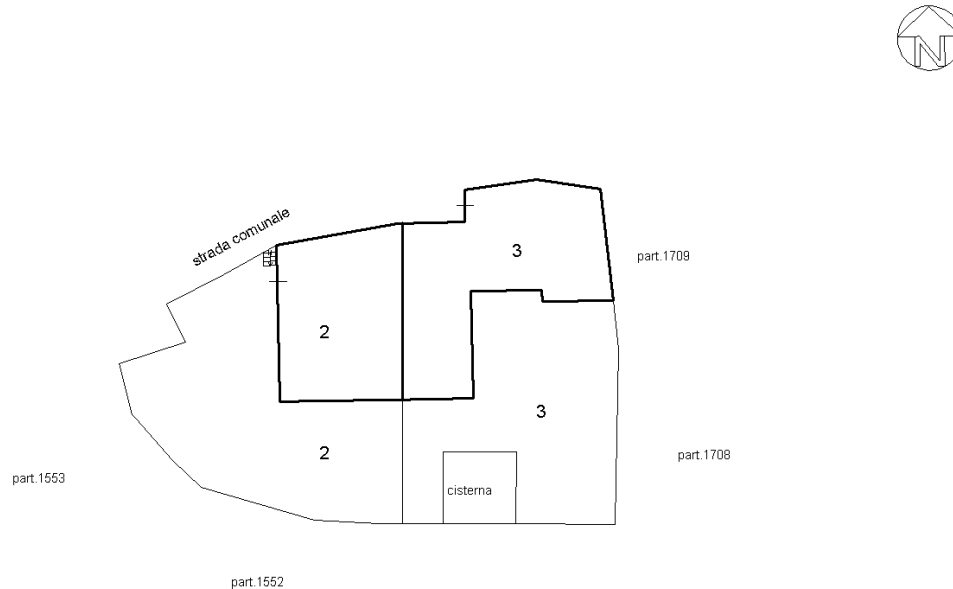 N
strada comunale
3
part.1709
2
3
2
part.1708
part.1553
cisterna
part.1552